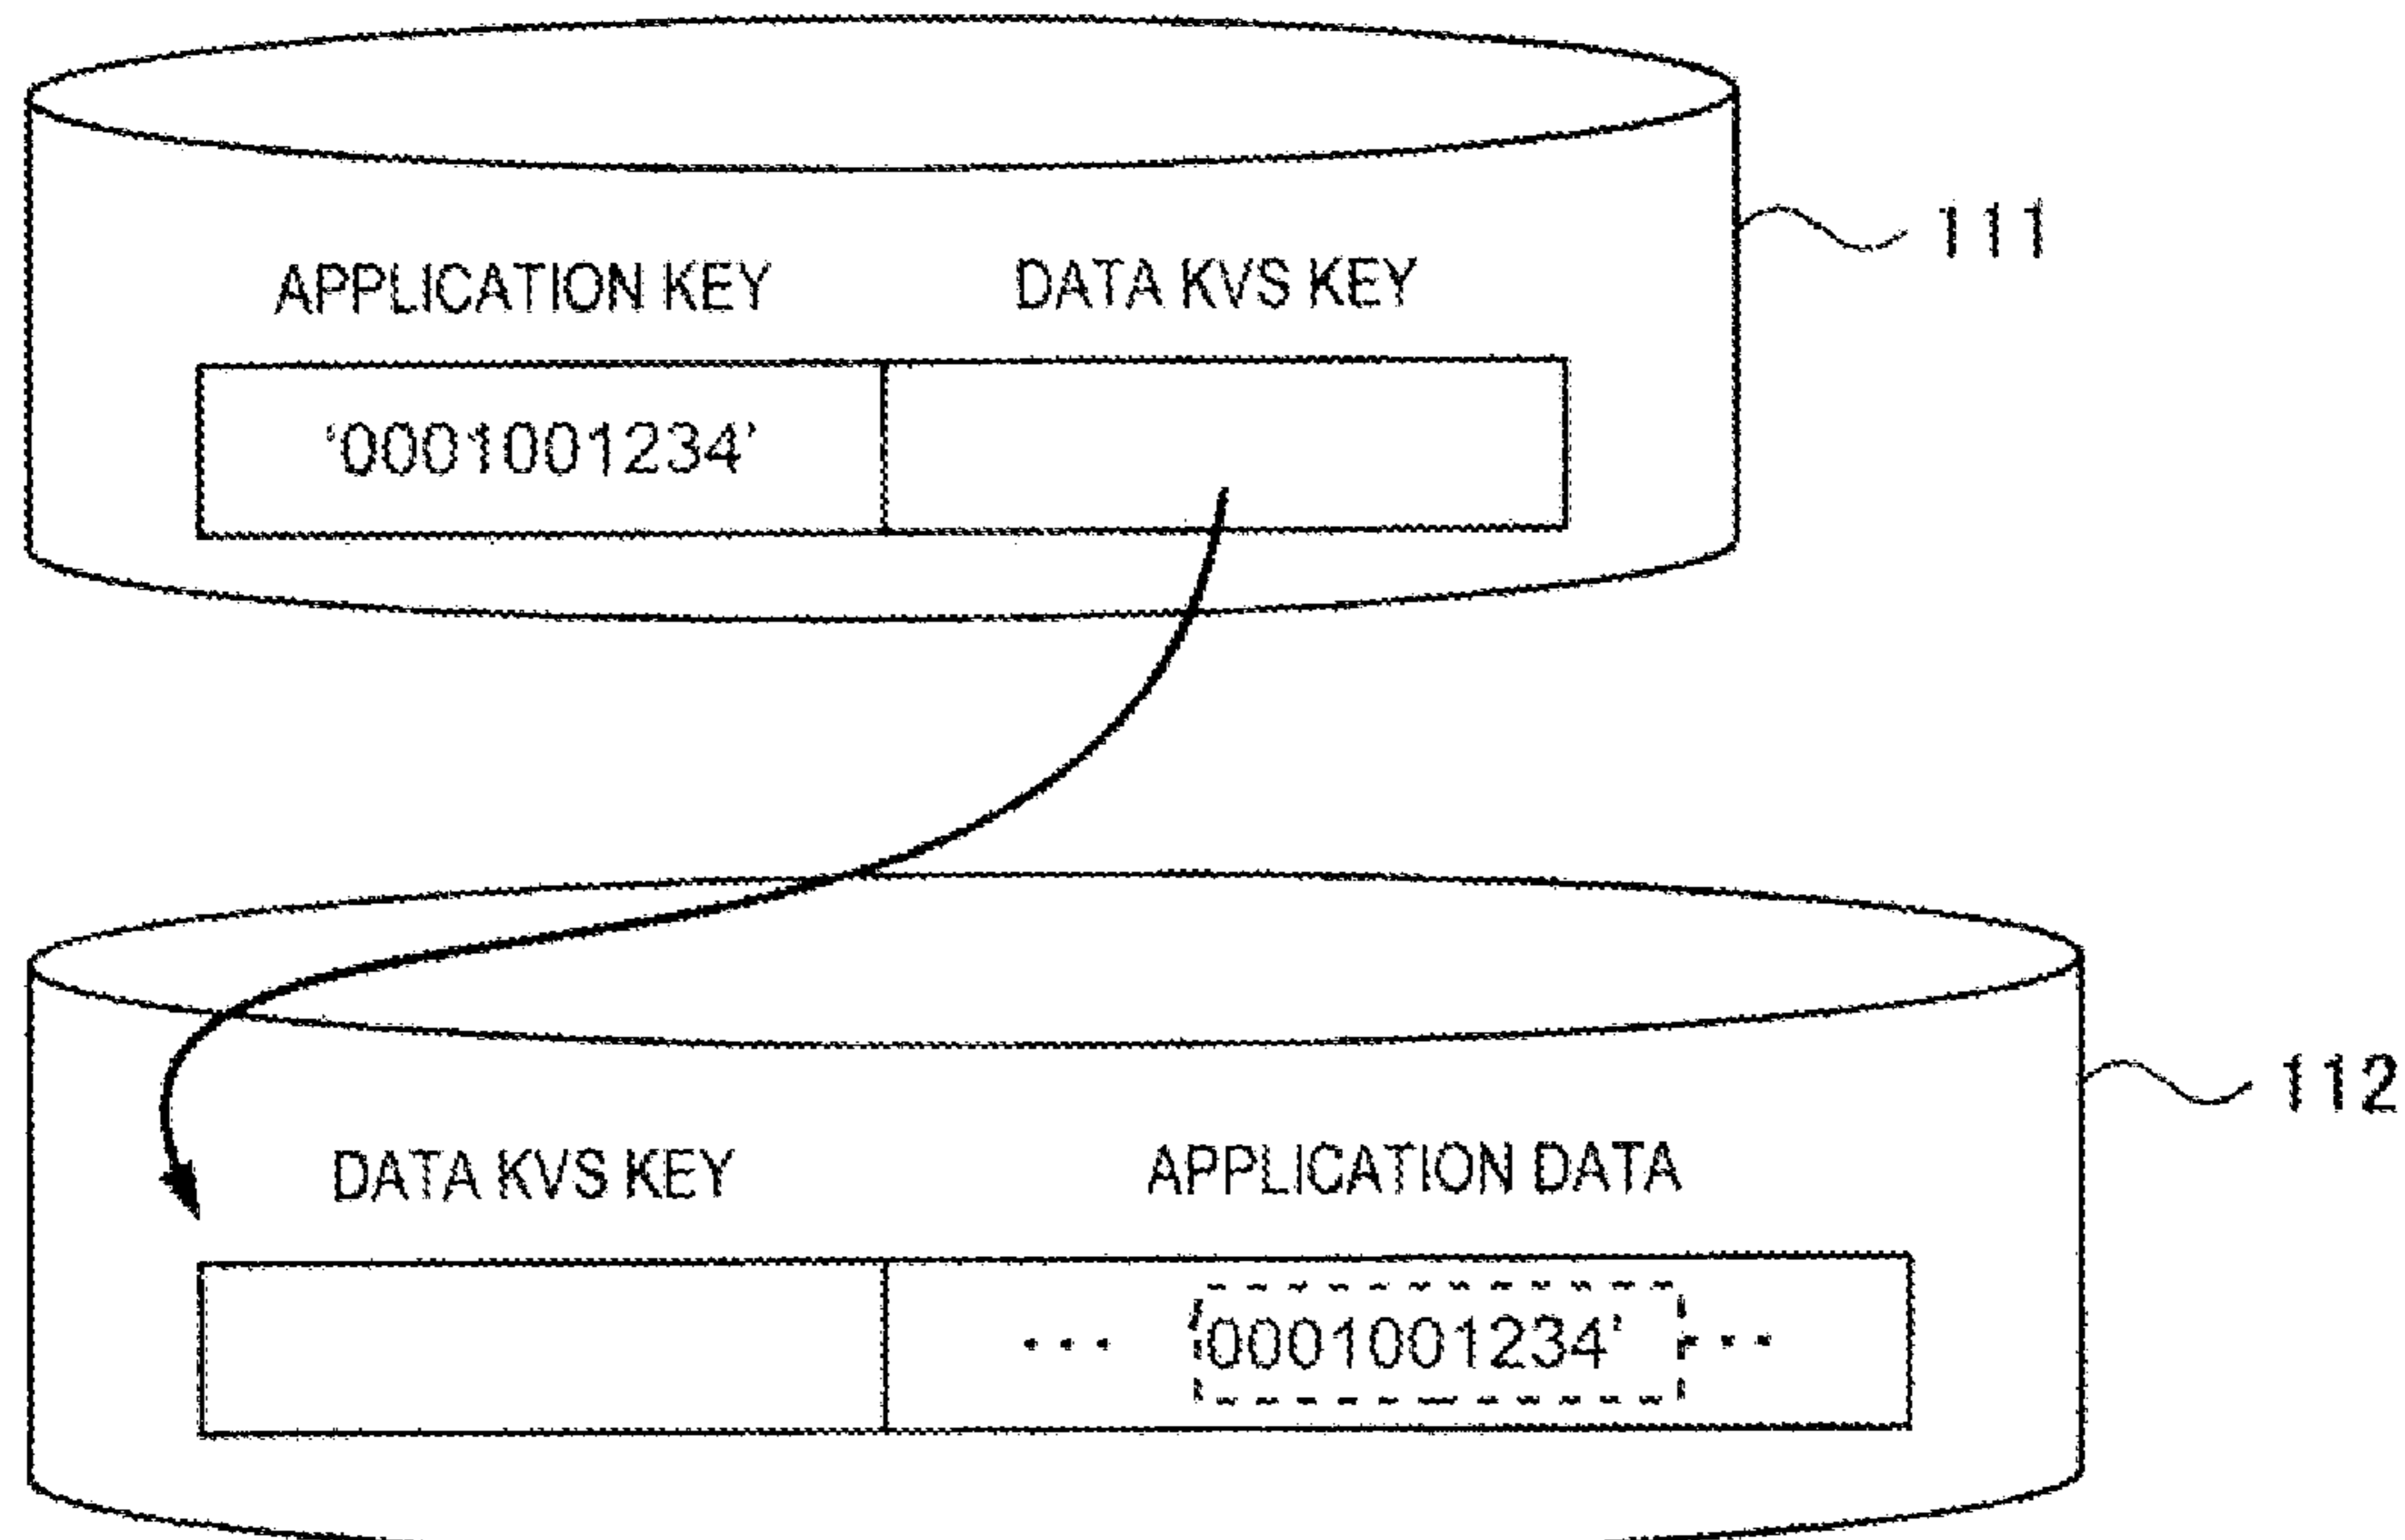 111
APPLICATION KEY DATA KVS KEY
‘0001001234’
112
DATA KVS KEY APPLICATION DATA
... ‘0001001234’ ...